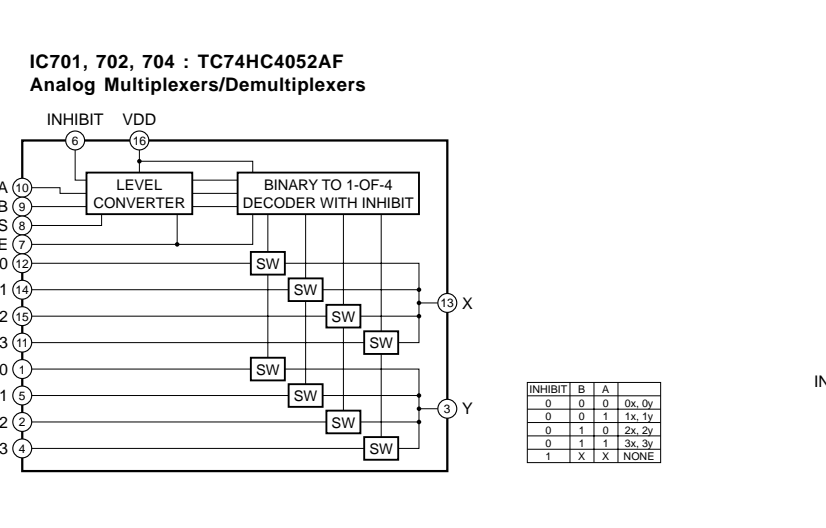 IC701, 702, 704 : TC74HC4052AF
Analog Multiplexers/Demultiplexers
INHIBIT VDD
6 16
A 10 LEVEL CONVERTER BINARY TO 1-OF-4 DECODER WITH INHIBIT
B 9
S 8
E 7
0 12 SW
1 14 SW
13 X
2 15 SW
3 11 SW
0 1 SW
1 5 SW
3 Y
2 2 SW
3 4 SW
INHIBIT B A
0 0 0 0x, 0y
0 0 1 1x, 1y
0 1 0 2x, 2y
0 1 1 3x, 3y
1 X X NONE
IN